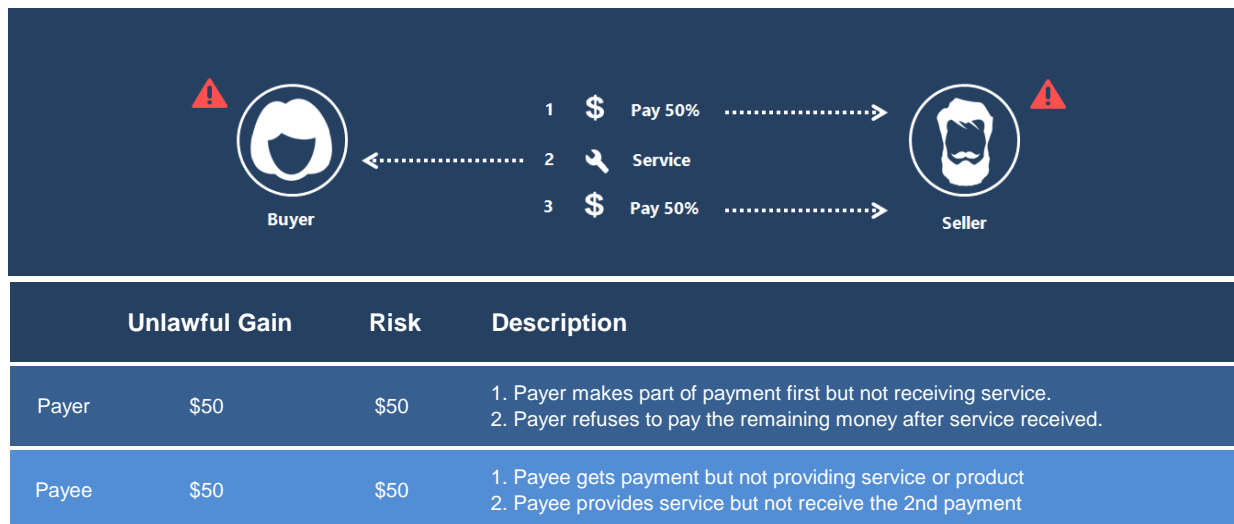 1 $ Pay 50%
2 Service
3 $ Pay 50%
Buyer
Seller
Unlawful Gain Risk Description
Payer $50 $50
1. Payer makes part of payment first but not receiving service.
2. Payer refuses to pay the remaining money after service received.
Payee $50 $50
1. Payee gets payment but not providing service or product
2. Payee provides service but not receive the 2nd payment